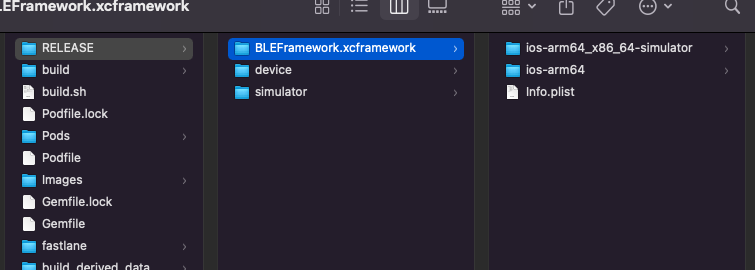 LEFramework.xcframework
RELEASE
build
build.sh
Podfile.lock
Pods
Podfile
Images
Gemfile.lock
Gemfile
fastlane
build_derived_data
BLEFramework.xcframework
device
simulator
ios-arm64_x86_64-simulator
ios-arm64
Info.plist